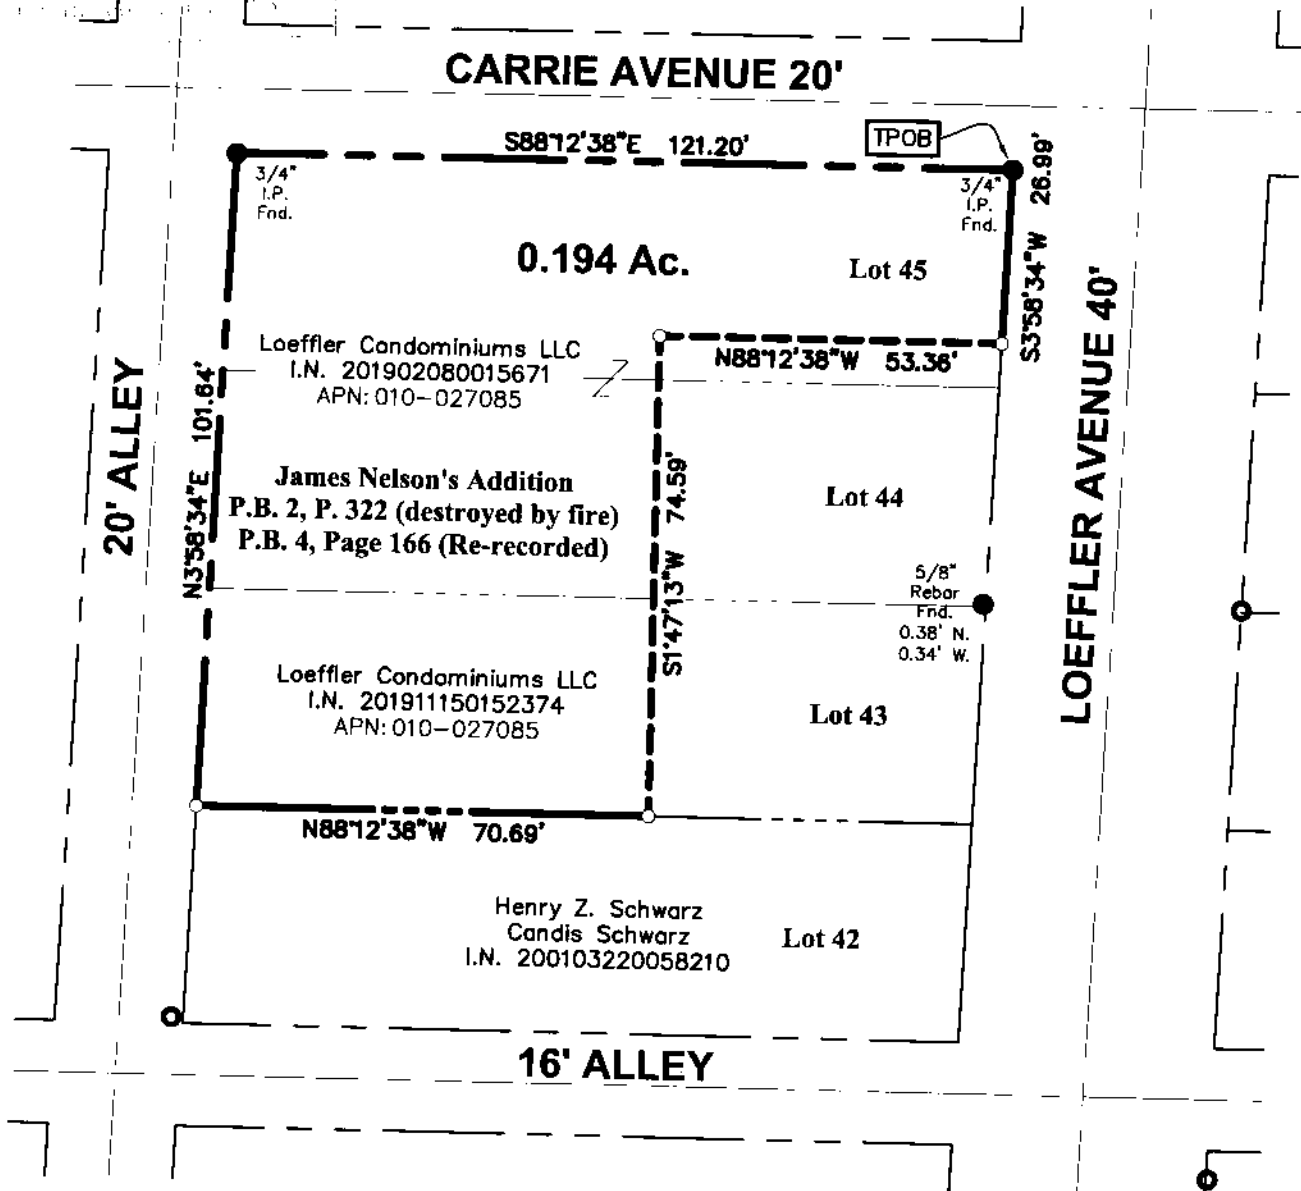 CARRIE AVENUE 20'
S88°12'38"E 121.20'
TPOB
3/4"
I.P.
Fnd.
3/4"
I.P.
Fnd.
S3°58'34"W 26.99'
0.194 Ac.
Lot 45
Loeffler Condominiums LLC
I.N. 201902080015671
APN: 010-027085
N88°12'38"W 53.36'
20' ALLEY
N3°58'34"E 101.64'
James Nelson's Addition
P.B. 2, P. 322 (destroyed by fire)
P.B. 4, Page 166 (Re-recorded)
S1°47'13"W 74.59'
Lot 44
LOEFFLER AVENUE 40'
5/8"
Rebar
Fnd.
0.38' N.
0.34' W.
Loeffler Condominiums LLC
I.N. 201911150152374
APN: 010-027085
Lot 43
N88°12'38"W 70.69'
Henry Z. Schwarz
Candis Schwarz
I.N. 200103220058210
Lot 42
16' ALLEY